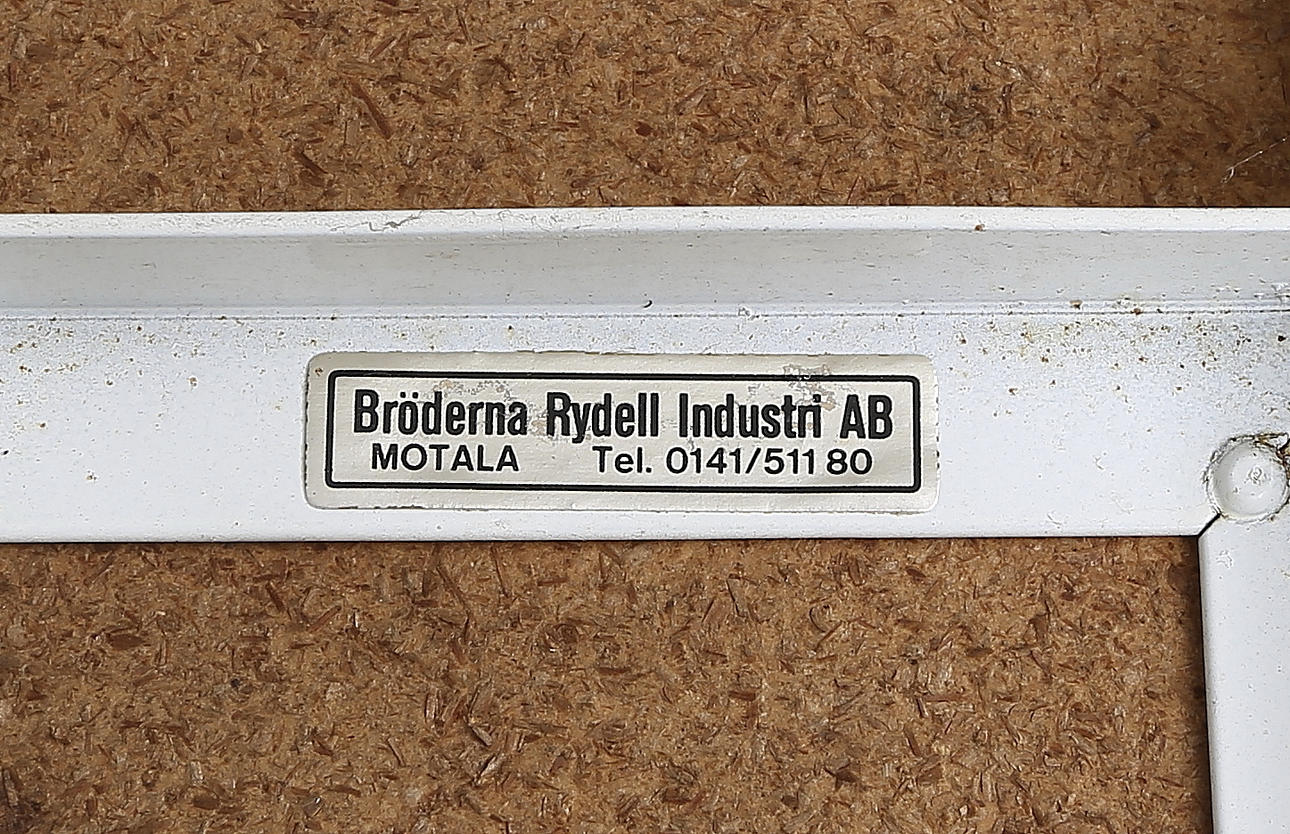 Bröderna Rydell Industri AB
MOTALA Tel. 0141/511 80